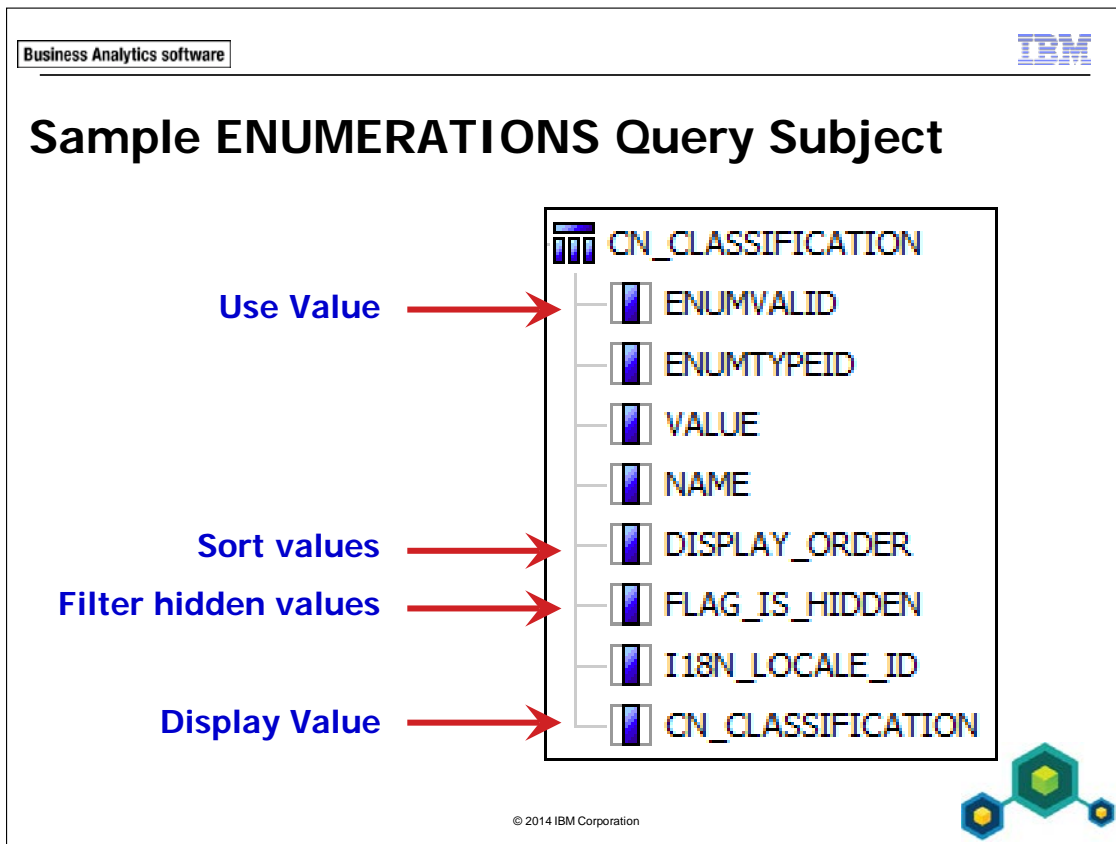 Business Analytics software
IBM
Sample ENUMERATIONS Query Subject
CN_CLASSIFICATION
Use Value
ENUMVALID
ENUMTYPEID
VALUE
NAME
Sort values
DISPLAY_ORDER
Filter hidden values
FLAG_IS_HIDDEN
I18N_LOCALE_ID
Display Value
CN_CLASSIFICATION
© 2014 IBM Corporation